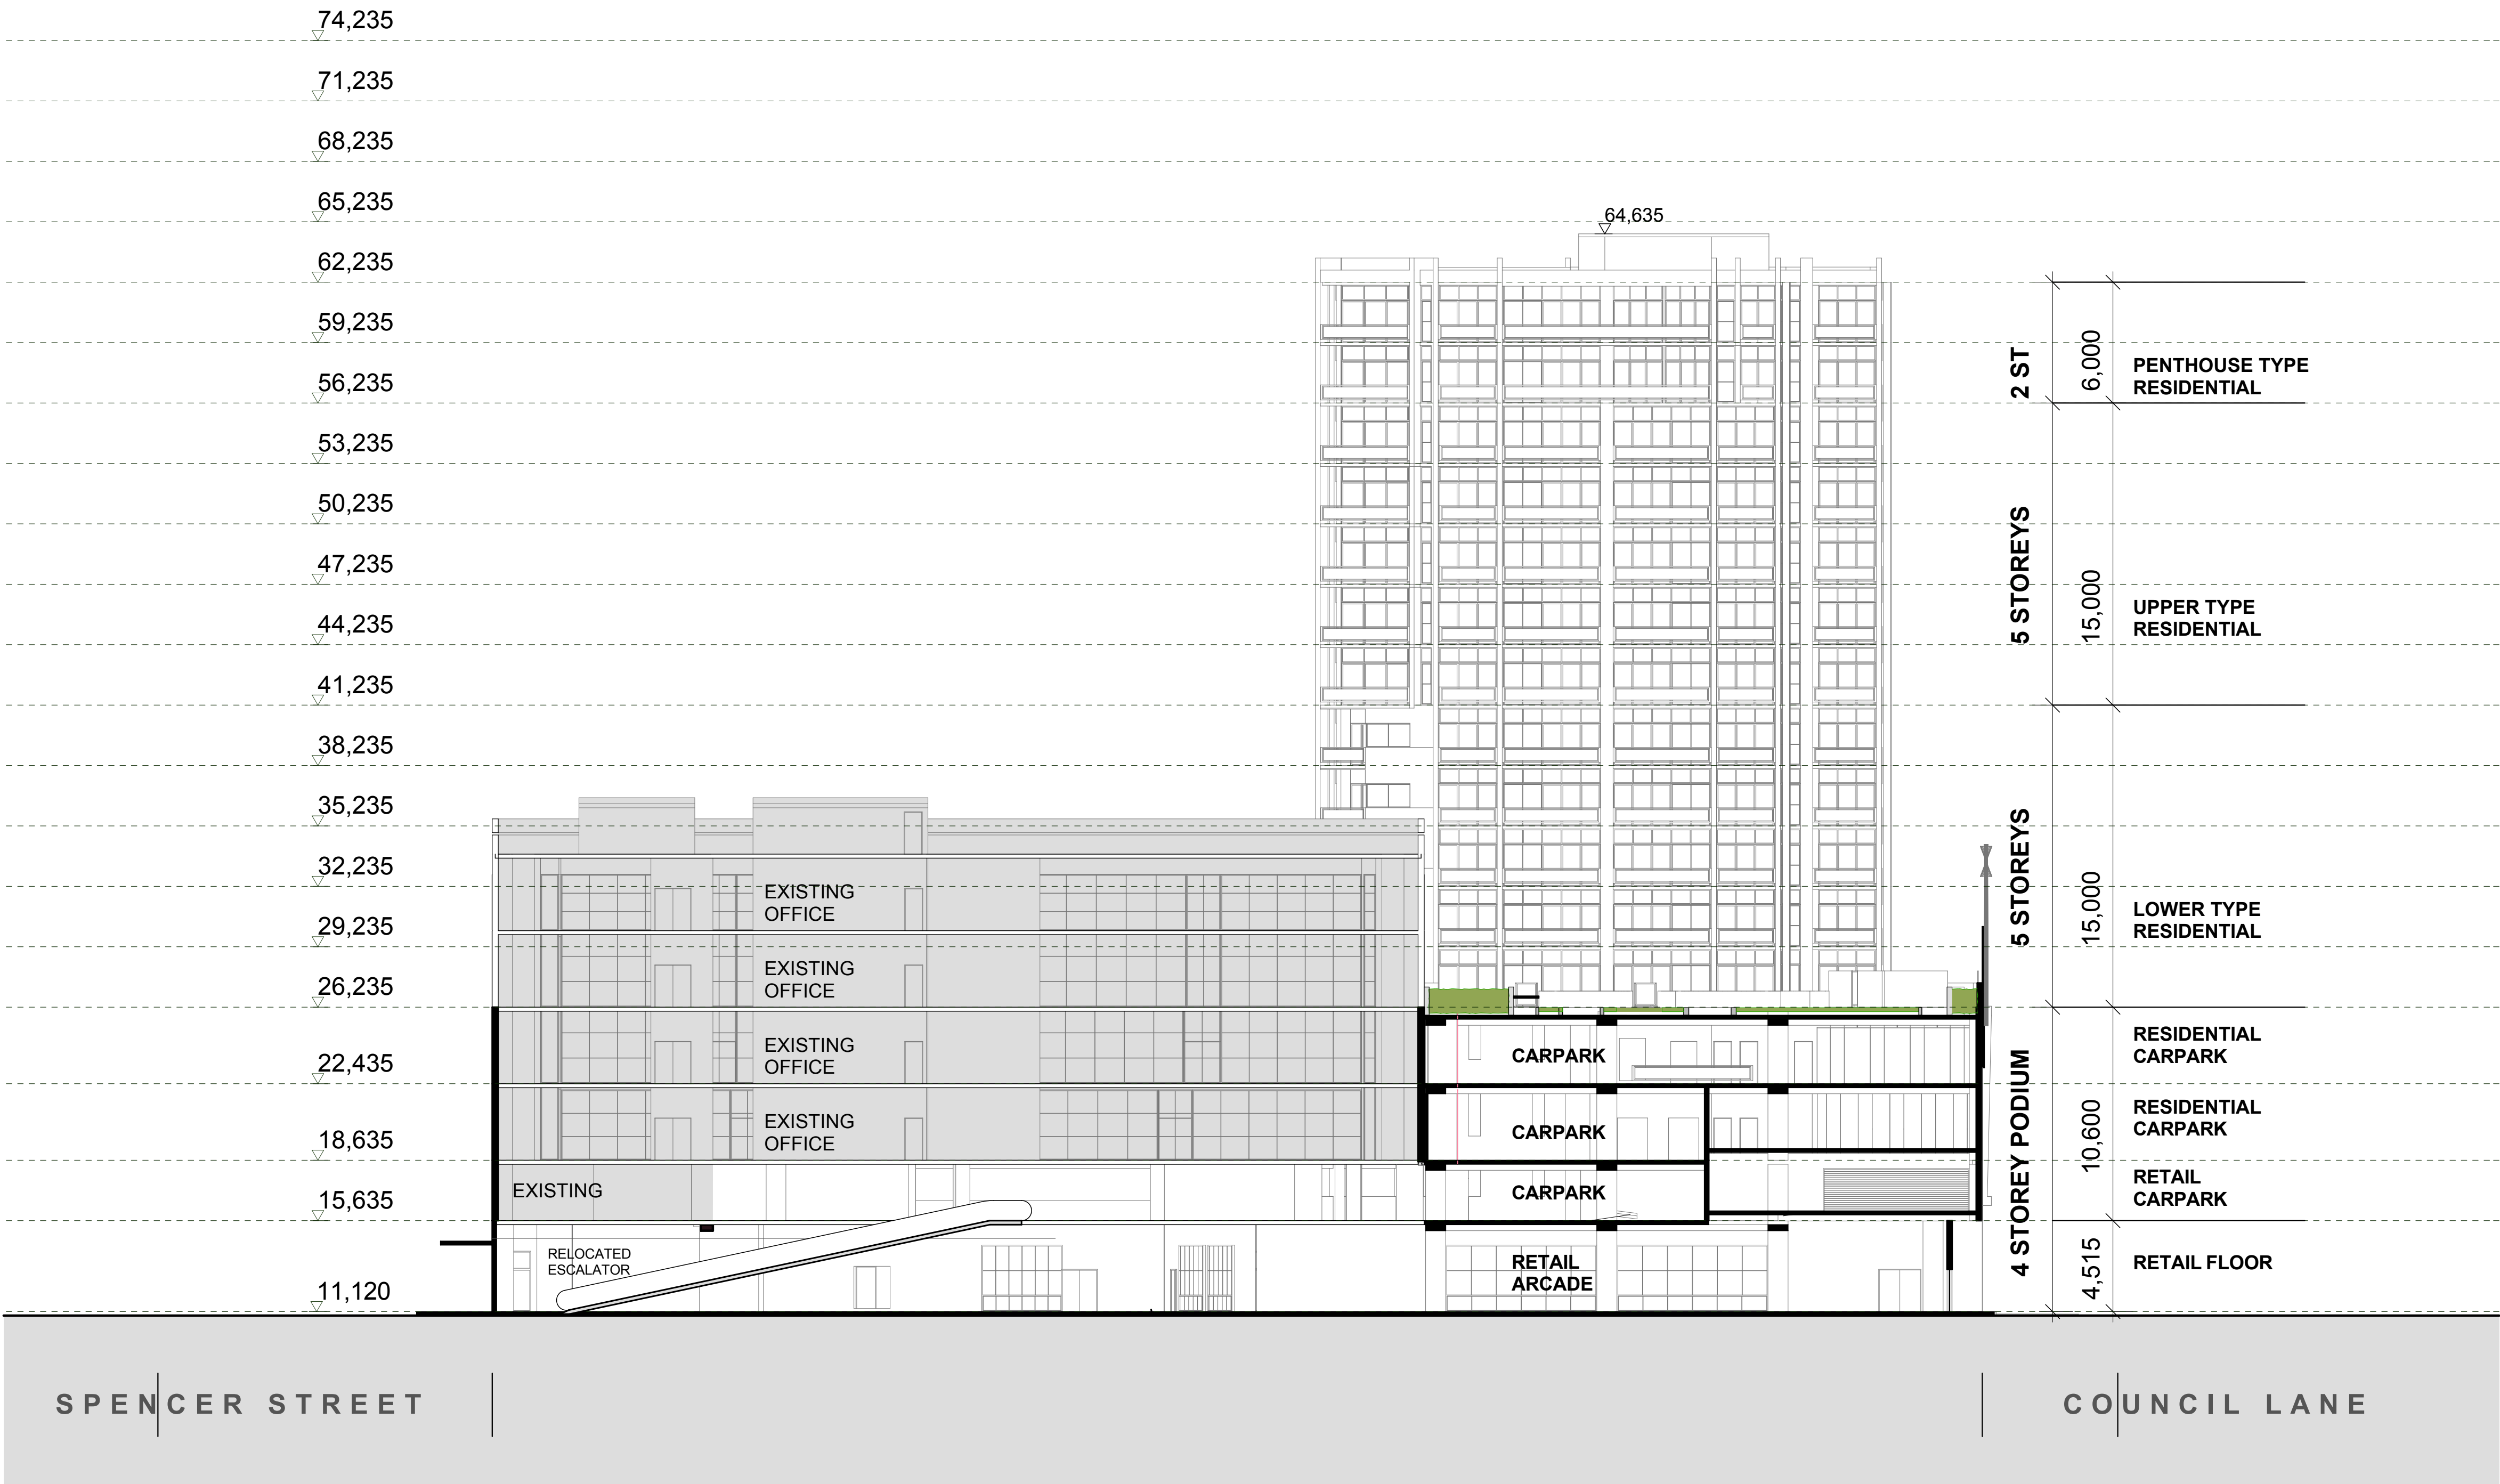 74,235
71,235
68,235
65,235
64,635
62,235
59,235
56,235
53,235
50,235
47,235
44,235
41,235
38,235
35,235
32,235
29,235
26,235
22,435
18,635
15,635
11,120
EXISTING
OFFICE
EXISTING
OFFICE
EXISTING
OFFICE
EXISTING
OFFICE
EXISTING
RELOCATED
ESCALATOR
CARPARK
CARPARK
CARPARK
RETAIL
ARCADE
2 ST
5 STOREYS
5 STOREYS
4 STOREY PODIUM
6,000
15,000
15,000
10,600
4,515
PENTHOUSE TYPE
RESIDENTIAL
UPPER TYPE
RESIDENTIAL
LOWER TYPE
RESIDENTIAL
RESIDENTIAL
CARPARK
RESIDENTIAL
CARPARK
RETAIL
CARPARK
RETAIL FLOOR
SPENCER STREET
COUNCIL LANE